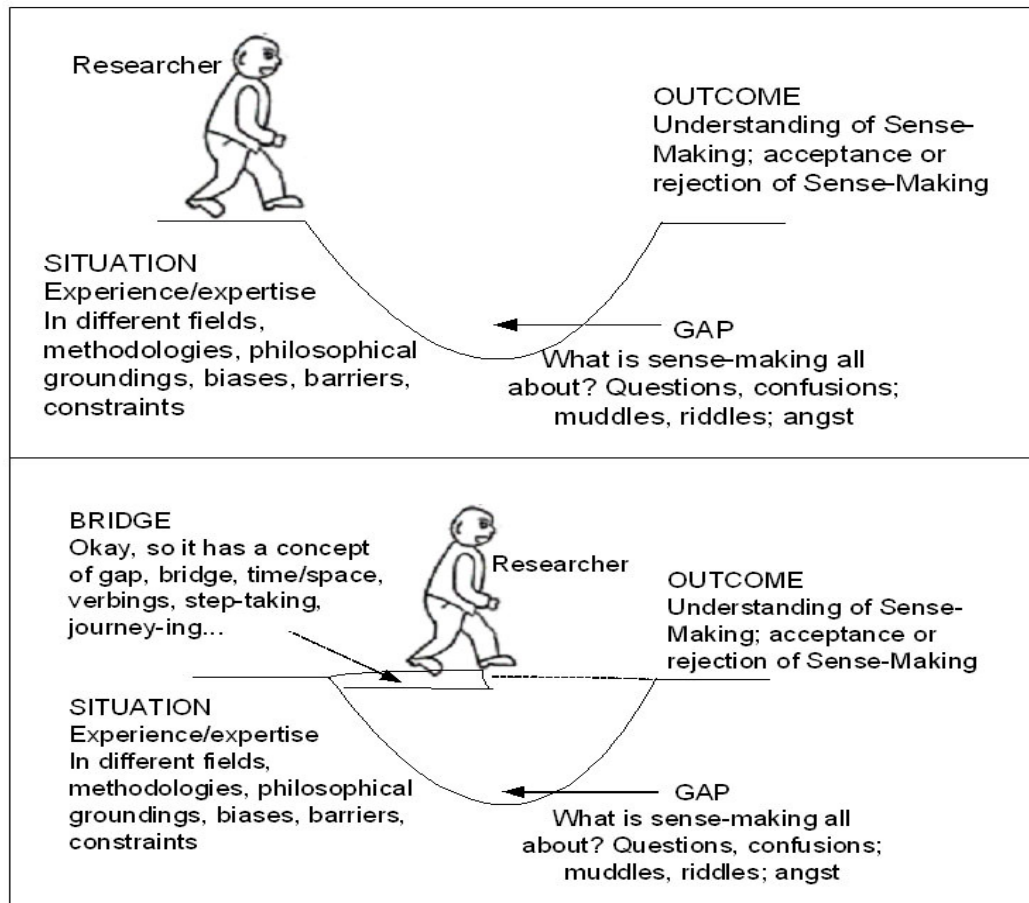 Researcher
OUTCOME
Understanding of Sense-
Making; acceptance or
rejection of Sense-Making
SITUATION
Experience/expertise
In different fields,
methodologies, philosophical
groundings, biases, barriers,
constraints
GAP
What is sense-making all
about? Questions, confusions;
muddles, riddles; angst
BRIDGE
Okay, so it has a concept
of gap, bridge, time/space,
verbings, step-taking,
journey-ing...
Researcher
OUTCOME
Understanding of Sense-
Making; acceptance or
rejection of Sense-Making
SITUATION
Experience/expertise
In different fields,
methodologies, philosophical
groundings, biases, barriers,
constraints
GAP
What is sense-making all
about? Questions, confusions;
muddles, riddles; angst